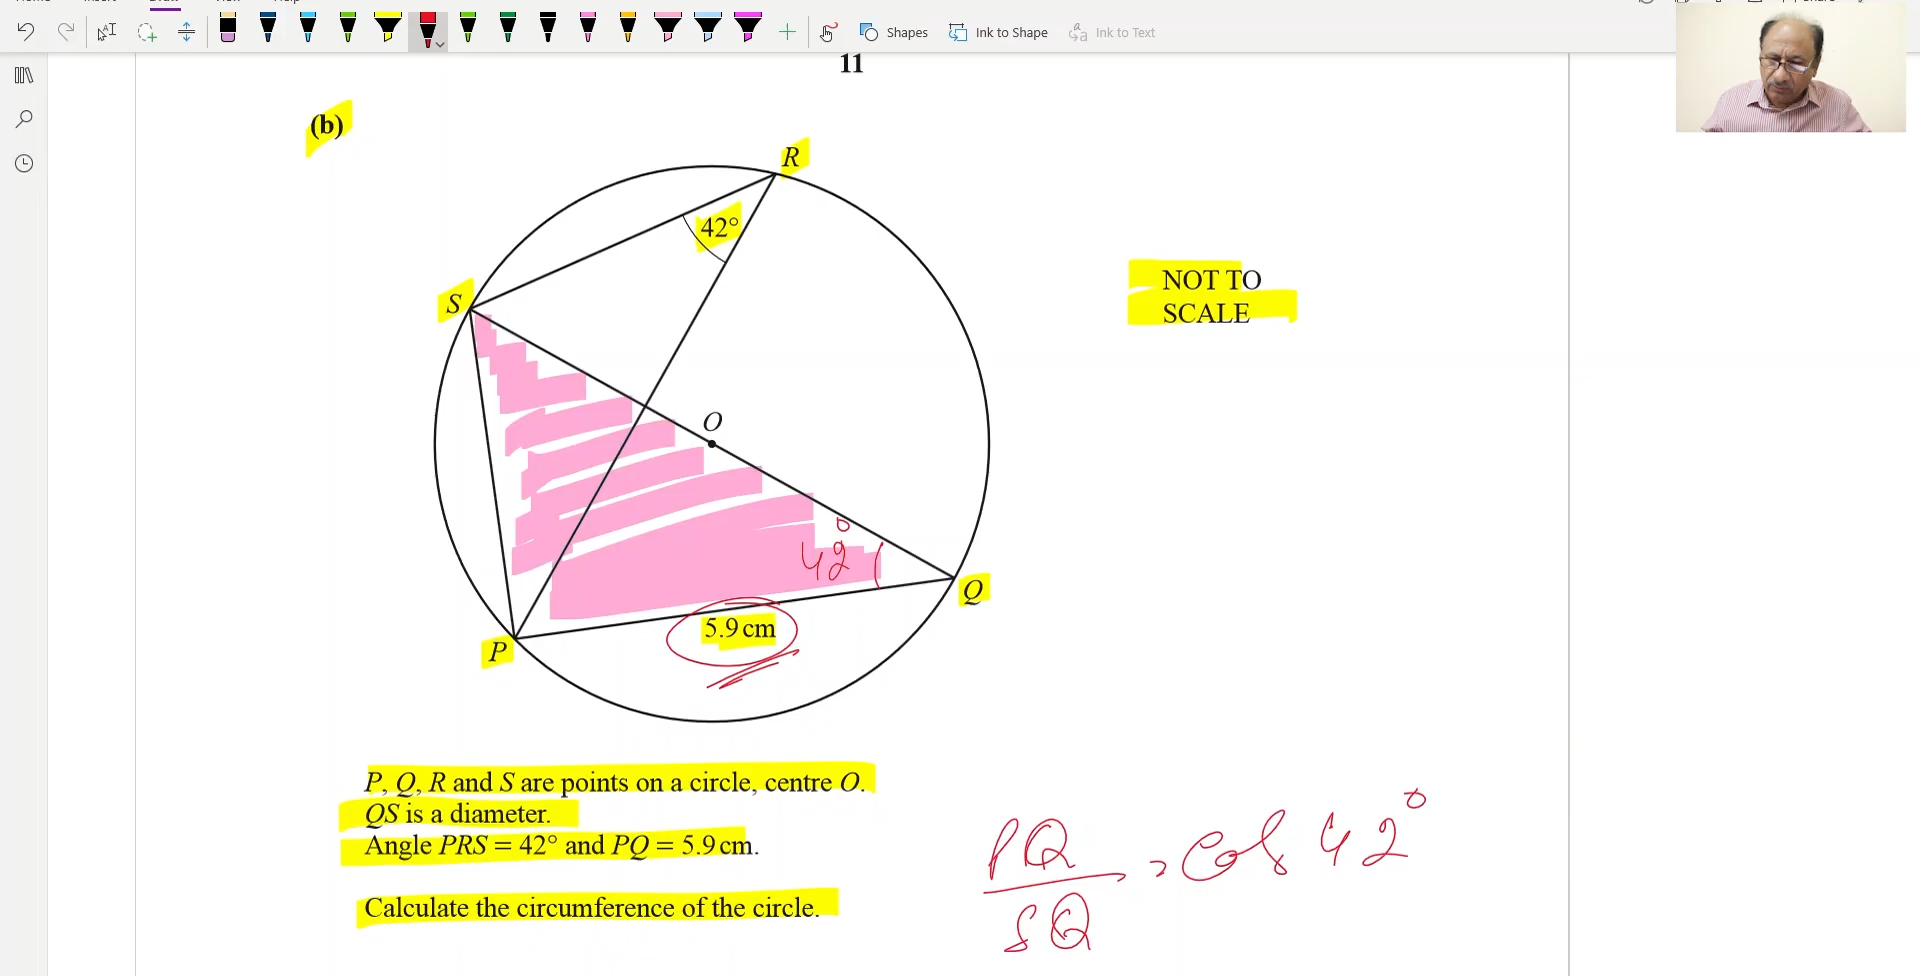 Shapes
Ink to Shape
Ink to Text
11
(b)
R
42°
NOT TO
SCALE
S
O
42°
Q
5.9 cm
P
P, Q, R and S are points on a circle, centre O.
QS is a diameter.
Angle PRS = 42° and PQ = 5.9 cm.
Calculate the circumference of the circle.
PQ
SQ
= Cos 42°